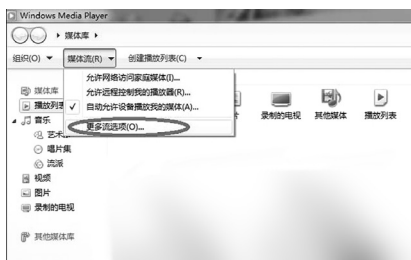 Windows Media Player
媒体库
组织(O) 媒体流(R) 创建播放列表(C)
允许网络访问家庭媒体(I)...
允许远程控制我的播放器(R)...
自动允许设备播放我的媒体(A)...
更多流选项(O)...
媒体库
播放列表
音乐
艺术
唱片集
流派
视频
图片
录制的电视
其他媒体库
录制的电视 其他媒体 播放列表